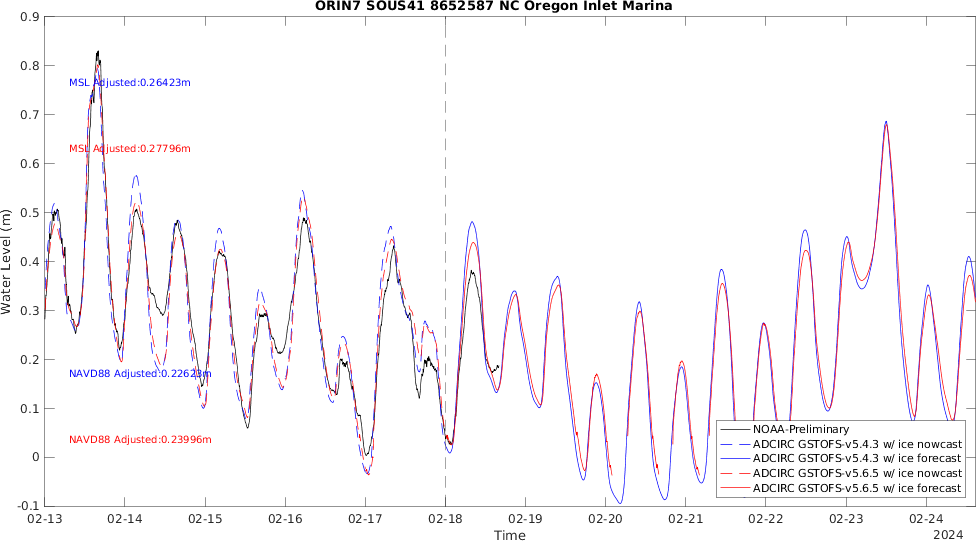 ORIN7 SOUS41 8652587 NC Oregon Inlet Marina
0.9
0.8
0.7
0.6
0.5
0.4
0.3
0.2
0.1
0
-0.1
Water Level (m)
MSL Adjusted:0.26423m
MSL Adjusted:0.27796m
NAVD88 Adjusted:0.22623m
NAVD88 Adjusted:0.23996m
NOAA-Preliminary
ADCIRC GSTOFS-v5.4.3 w/ ice nowcast
ADCIRC GSTOFS-v5.4.3 w/ ice forecast
ADCIRC GSTOFS-v5.6.5 w/ ice nowcast
ADCIRC GSTOFS-v5.6.5 w/ ice forecast
02-13 02-14 02-15 02-16 02-17 02-18 02-19 02-20 02-21 02-22 02-23 02-24
Time
2024